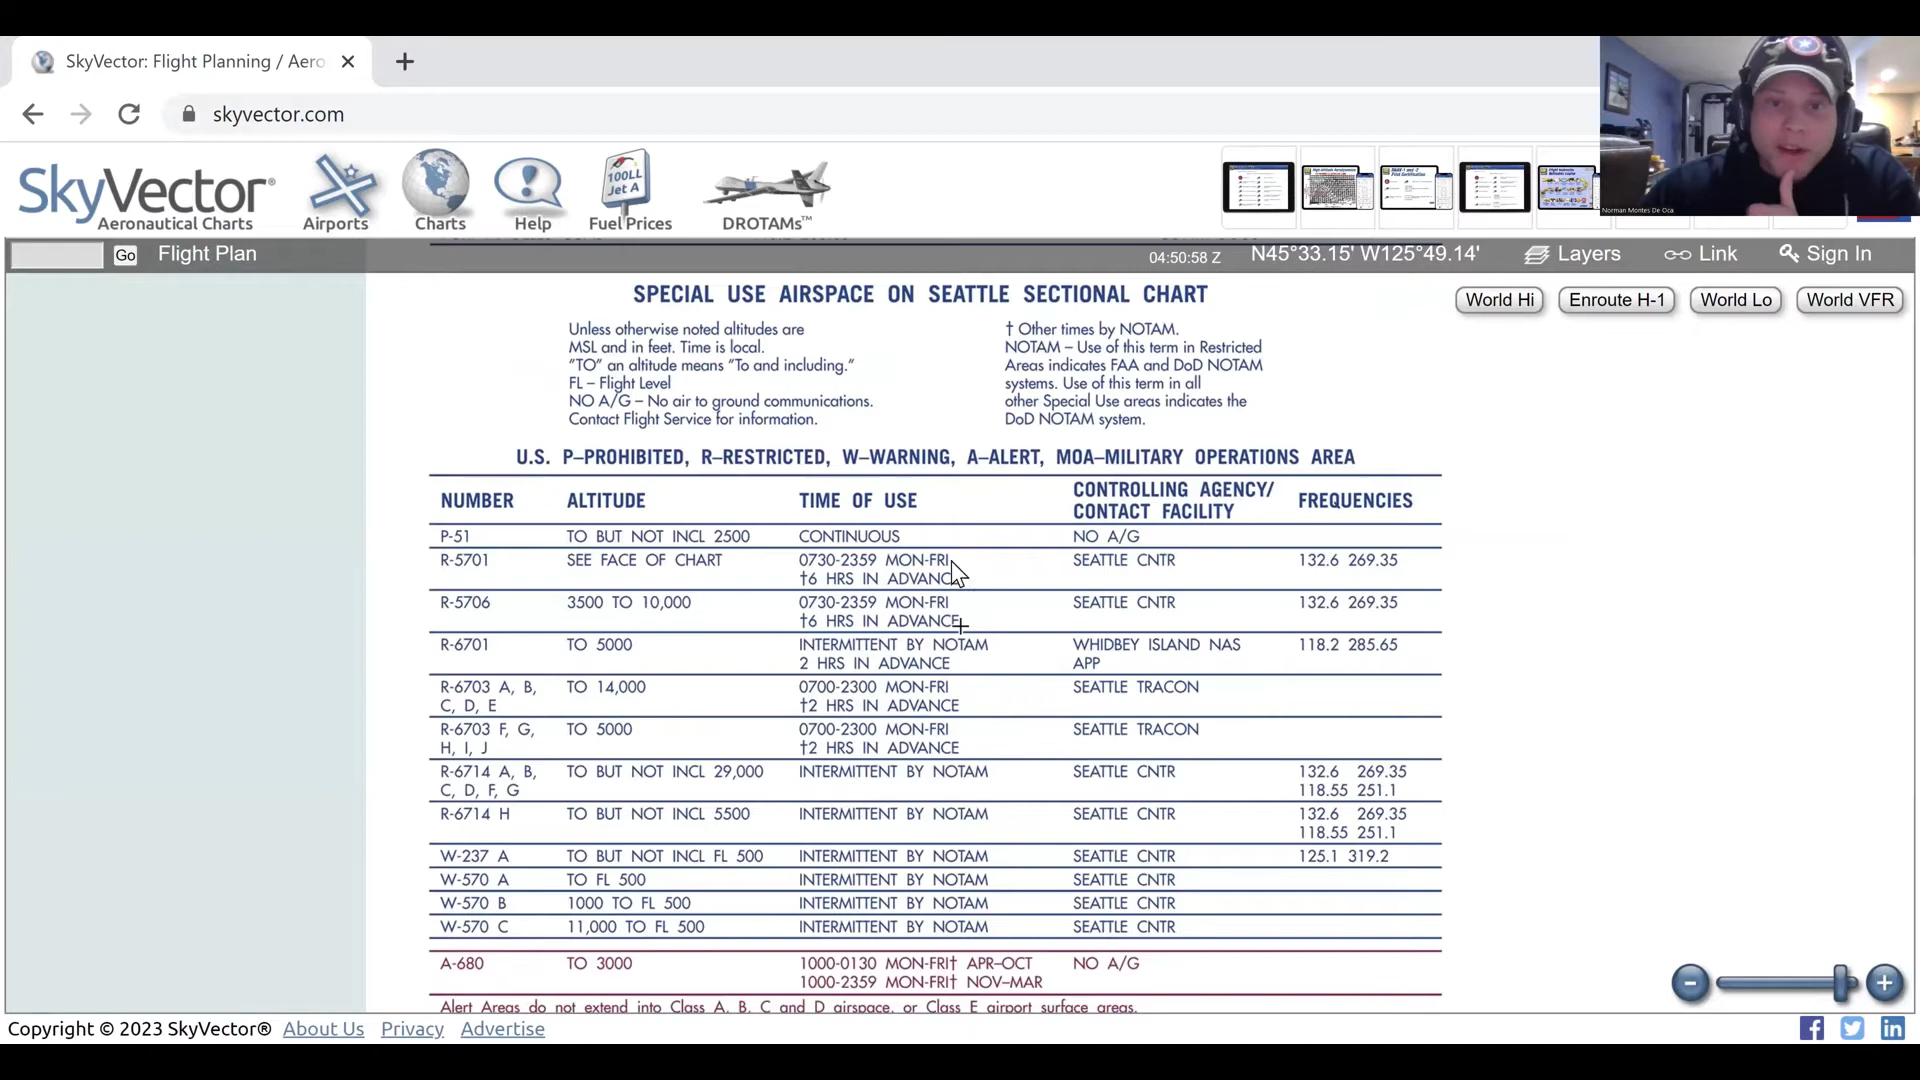 SkyVector: Flight Planning / Aero
skyvector.com
SkyVector®
Aeronautical Charts
Airports
Charts
Help
100LL
Jet A
Fuel Prices
DROTAMs™
Norman Montes De Oca
Go
Flight Plan
04:50:58 Z
N45°33.15' W125°49.14'
Layers
Link
Sign In
World Hi
Enroute H-1
World Lo
World VFR
SPECIAL USE AIRSPACE ON SEATTLE SECTIONAL CHART
Unless otherwise noted altitudes are
MSL and in feet. Time is local.
"TO" an altitude means "To and including."
FL – Flight Level
NO A/G – No air to ground communications.
Contact Flight Service for information.
† Other times by NOTAM.
NOTAM – Use of this term in Restricted
Areas indicates FAA and DoD NOTAM
systems. Use of this term in all
other Special Use areas indicates the
DoD NOTAM system.
U.S. P–PROHIBITED, R–RESTRICTED, W–WARNING, A–ALERT, MOA–MILITARY OPERATIONS AREA
NUMBER ALTITUDE TIME OF USE CONTROLLING AGENCY/ FREQUENCIES
CONTACT FACILITY
P-51 TO BUT NOT INCL 2500 CONTINUOUS NO A/G
R-5701 SEE FACE OF CHART 0730-2359 MON-FRI SEATTLE CNTR 132.6 269.35
†6 HRS IN ADVANCE
R-5706 3500 TO 10,000 0730-2359 MON-FRI SEATTLE CNTR 132.6 269.35
†6 HRS IN ADVANCE
R-6701 TO 5000 INTERMITTENT BY NOTAM WHIDBEY ISLAND NAS 118.2 285.65
2 HRS IN ADVANCE APP
R-6703 A, B, TO 14,000 0700-2300 MON-FRI SEATTLE TRACON
C, D, E †2 HRS IN ADVANCE
R-6703 F, G, TO 5000 0700-2300 MON-FRI SEATTLE TRACON
H, I, J †2 HRS IN ADVANCE
R-6714 A, B, TO BUT NOT INCL 29,000 INTERMITTENT BY NOTAM SEATTLE CNTR 132.6 269.35
C, D, F, G 118.55 251.1
R-6714 H TO BUT NOT INCL 5500 INTERMITTENT BY NOTAM SEATTLE CNTR 132.6 269.35
118.55 251.1
W-237 A TO BUT NOT INCL FL 500 INTERMITTENT BY NOTAM SEATTLE CNTR 125.1 319.2
W-570 A TO FL 500 INTERMITTENT BY NOTAM SEATTLE CNTR
W-570 B 1000 TO FL 500 INTERMITTENT BY NOTAM SEATTLE CNTR
W-570 C 11,000 TO FL 500 INTERMITTENT BY NOTAM SEATTLE CNTR
A-680 TO 3000 1000-0130 MON-FRI† APR–OCT NO A/G
1000-2359 MON-FRI† NOV–MAR
Alert Areas do not extend into Class A, B, C and D airspace, or Class E airport surface areas.
Copyright © 2023 SkyVector® About Us Privacy Advertise